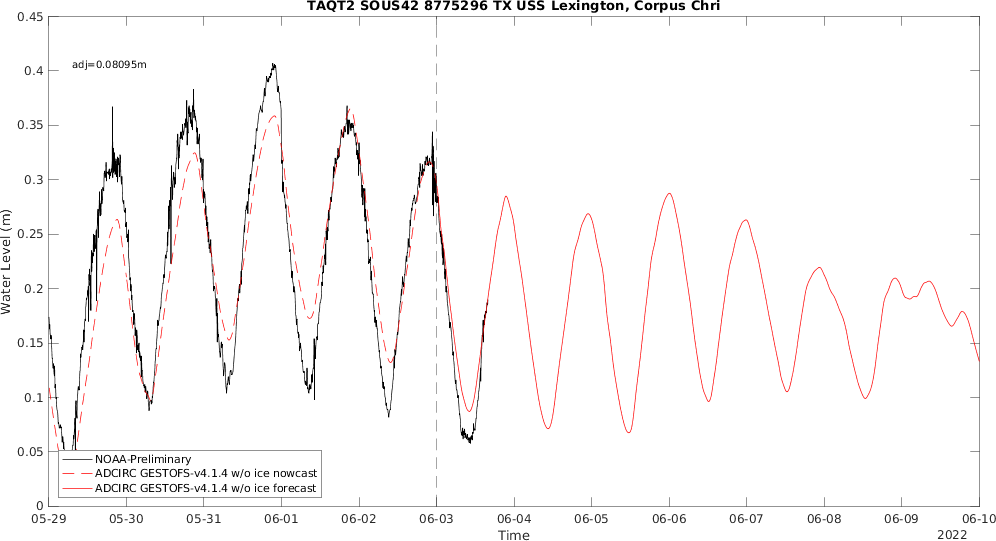 TAQT2 SOUS42 8775296 TX USS Lexington, Corpus Chri
adj=0.08095m
0.45
0.4
0.35
0.3
0.25
0.2
0.15
0.1
0.05
0
Water Level (m)
NOAA-Preliminary
ADCIRC GESTOFS-v4.1.4 w/o ice nowcast
ADCIRC GESTOFS-v4.1.4 w/o ice forecast
05-29 05-30 05-31 06-01 06-02 06-03 06-04 06-05 06-06 06-07 06-08 06-09 06-10
Time
2022